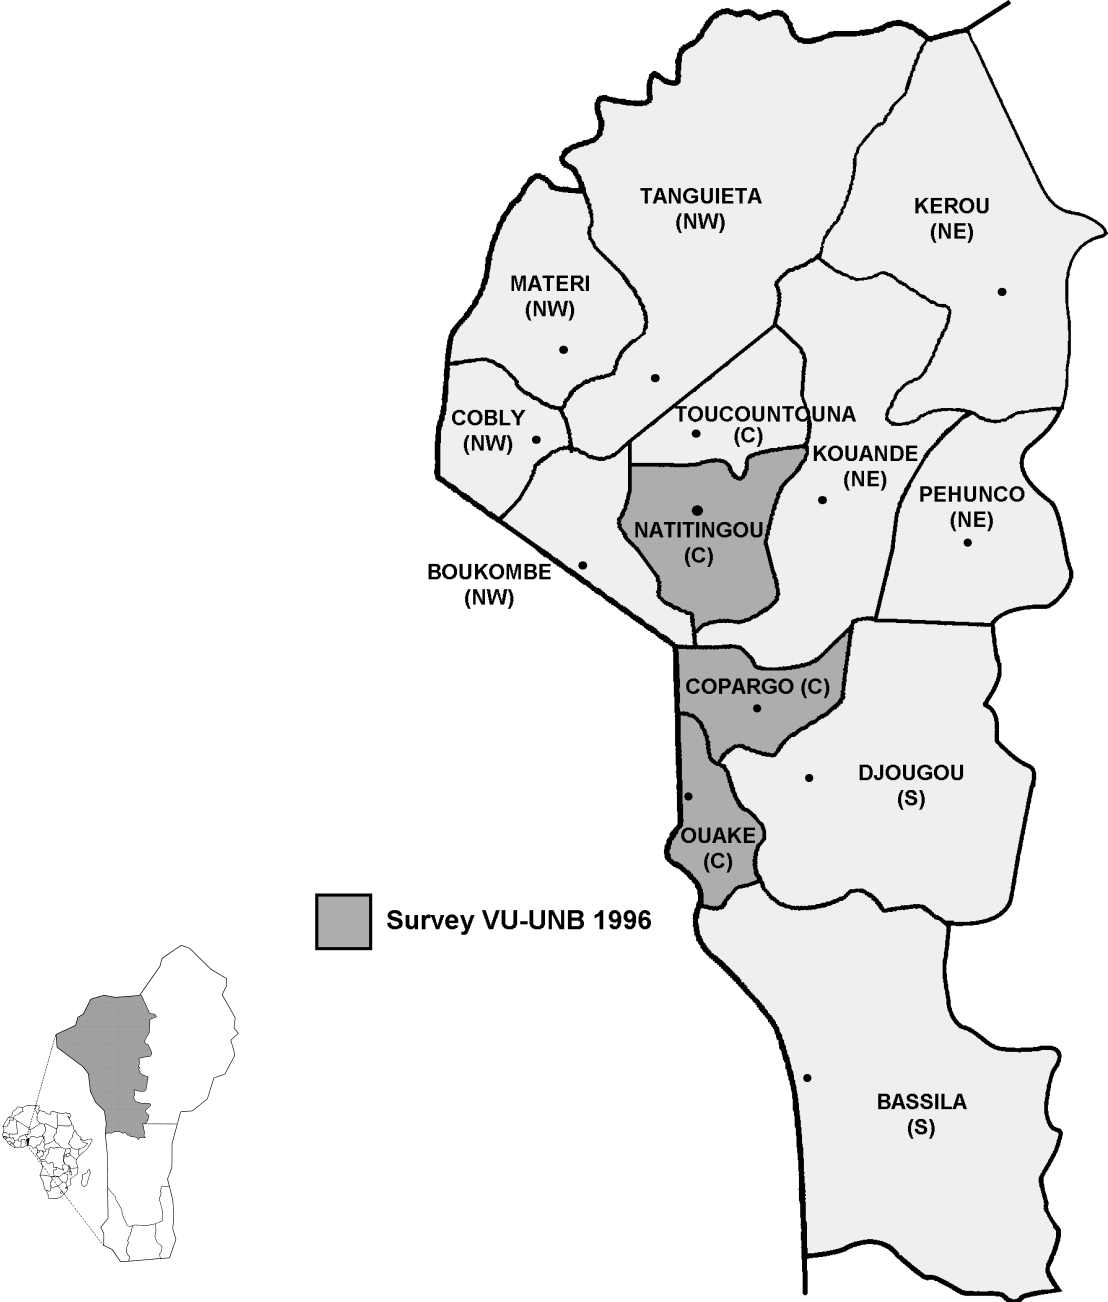 TANGUIETA
(NW)
KEROU
(NE)
MATERI
(NW)
COBLY
(NW)
TOUCOUNTOUNA
(C)
KOUANDE
(NE)
PEHUNCO
(NE)
NATITINGOU
(C)
BOUKOMBE
(NW)
COPARGO (C)
DJOUGOU
(S)
OUAKE
(C)
Survey VU-UNB 1996
BASSILA
(S)